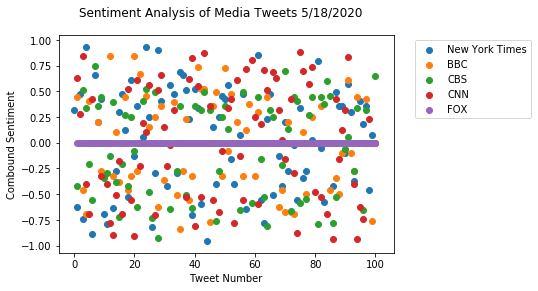 Sentiment Analysis of Media Tweets 5/18/2020
1.00
0.75
0.50
0.25
0.00
−0.25
−0.50
−0.75
−1.00
Combound Sentiment
0 20 40 60 80 100
Tweet Number
New York Times
BBC
CBS
CNN
FOX